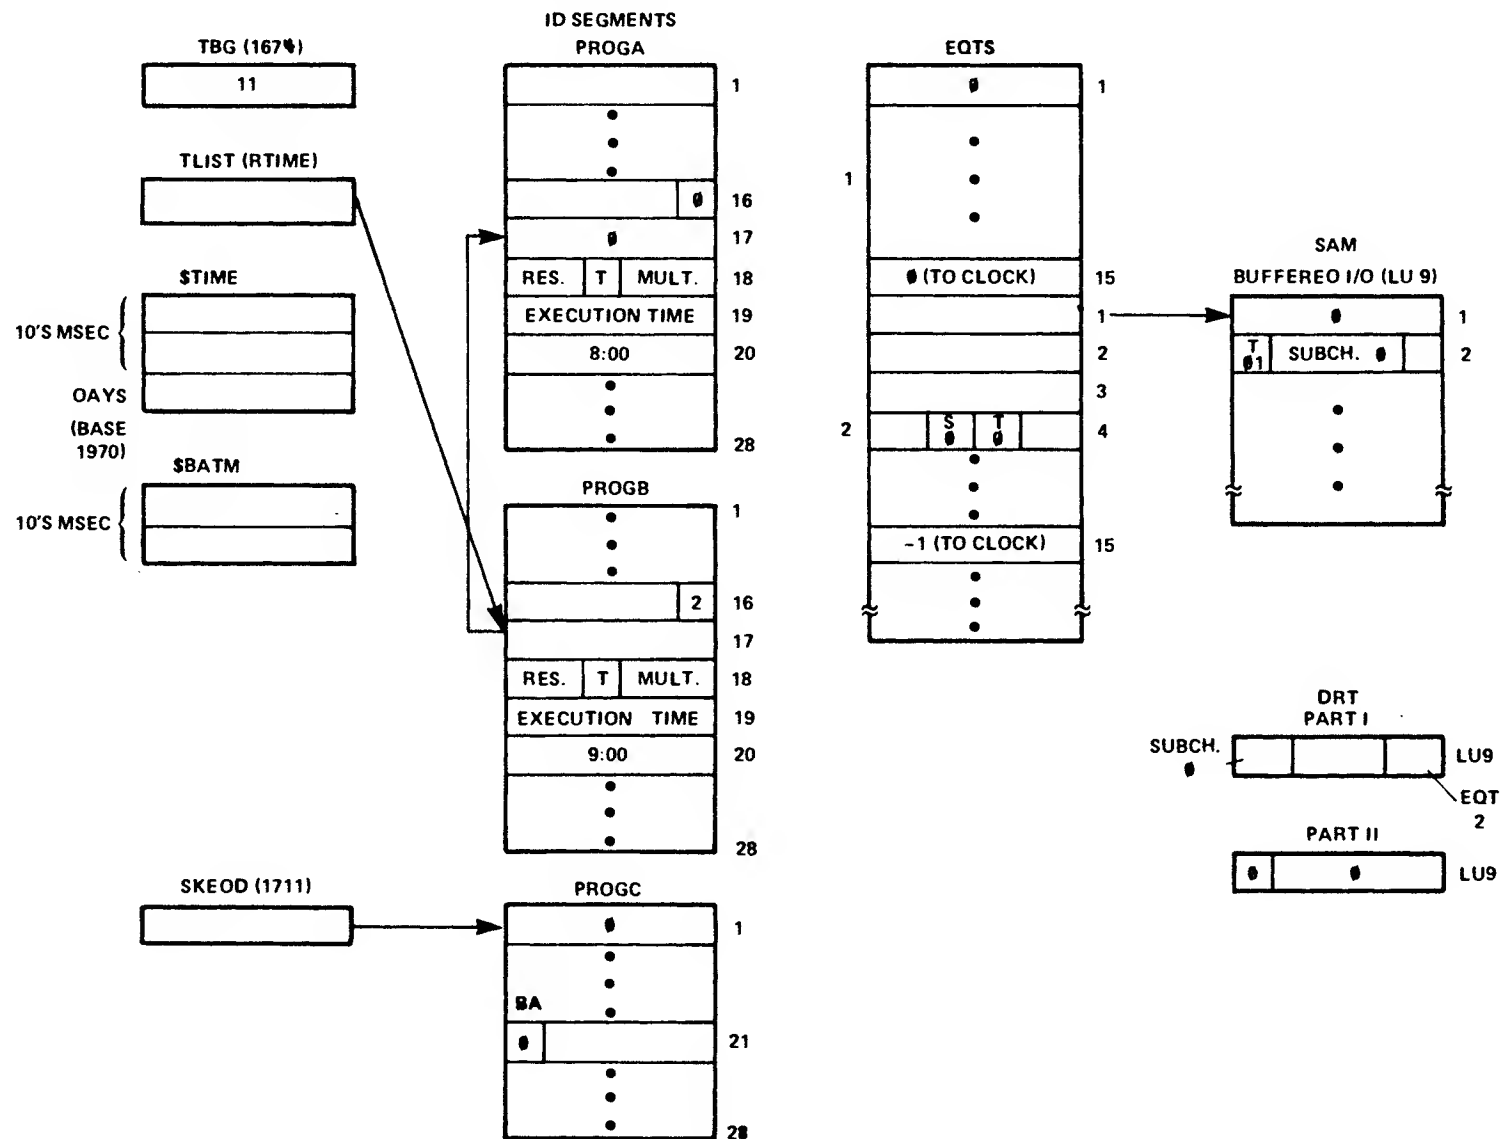 ID SEGMENTS
TBG (167%)
11
TLIST (RTIME)
$TIME
10'S MSEC
OAYS
(BASE
1970)
$BATM
10'S MSEC
SKEOD (1711)
PROGA
1
Ø
16
Ø
17
RES. T MULT.
18
EXECUTION TIME
19
8:00
20
28
PROGB
1
2
16
17
RES. T MULT.
18
EXECUTION TIME
19
9:00
20
28
PROGC
Ø
1
BA
Ø
21
28
EQTS
Ø
1
1
Ø (TO CLOCK)
15
1
2
3
2
S
Ø
T
Ø
4
-1 (TO CLOCK)
15
SAM
BUFFEREO I/O (LU 9)
Ø
1
T
Ø1
SUBCH. Ø
2
DRT
PART I
SUBCH.
Ø
LU9
EQT
2
PART II
Ø
Ø
LU9